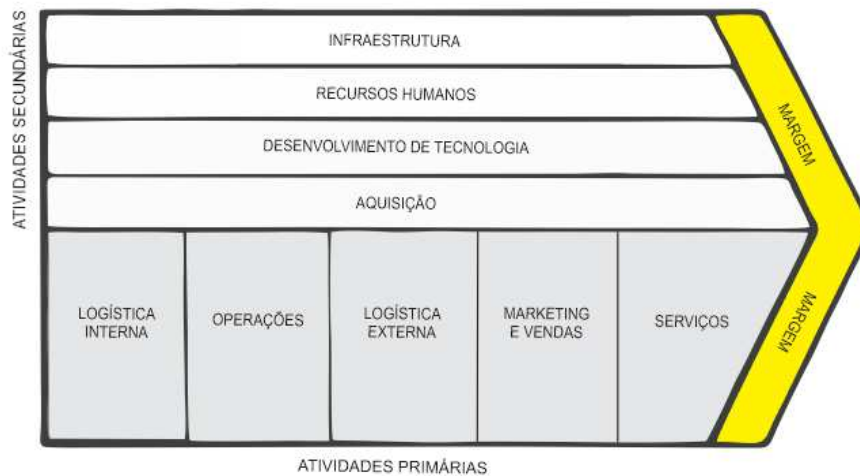 ATIVIDADES SECUNDÁRIAS
INFRAESTRUTURA
RECURSOS HUMANOS
DESENVOLVIMENTO DE TECNOLOGIA
AQUISIÇÃO
MARGEM
LOGÍSTICA
INTERNA
OPERAÇÕES
LOGÍSTICA
EXTERNA
MARKETING
E VENDAS
SERVIÇOS
MARGEM
ATIVIDADES PRIMÁRIAS